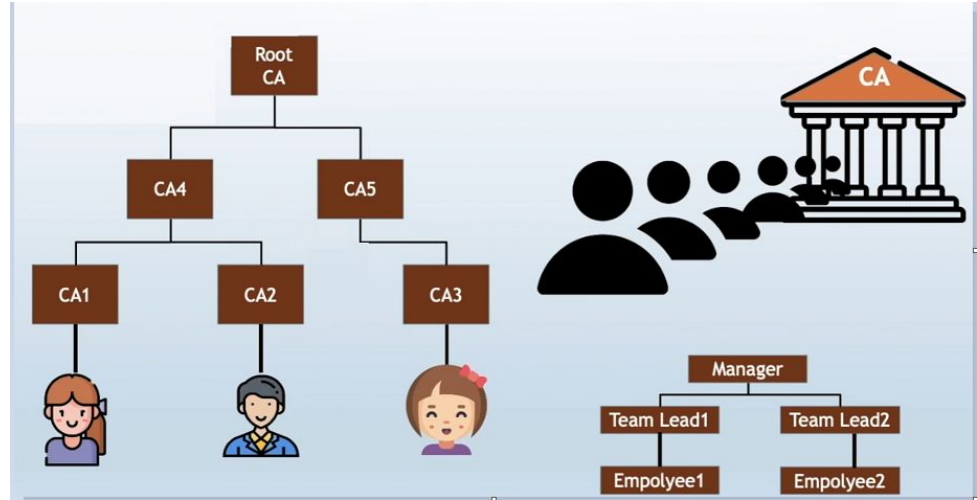 Root
CA
CA
CA4
CA5
CA1
CA2
CA3
Manager
Team Lead1
Team Lead2
Empolyee1
Empolyee2